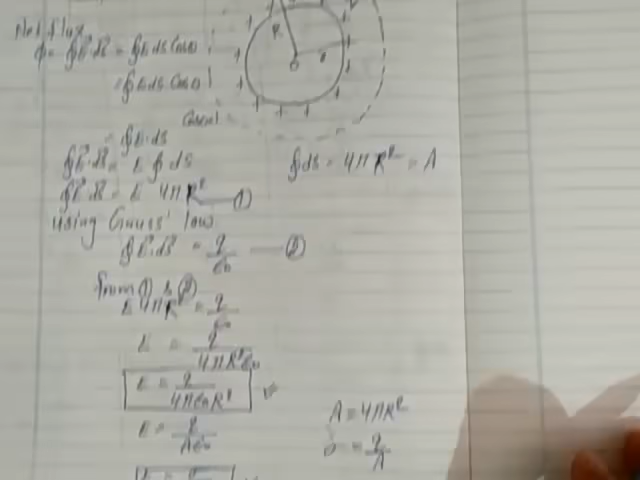 Net flux
ϕ = ∮E⃗.ds⃗ = ∮E ds Cosθ
= ∮E ds Cosθ
= ∮E.ds
∮E⃗.ds⃗ = E ∮ds
∮ds = 4πR² = A
∮E⃗.ds⃗ = E 4πR² — (1)
Using Gauss' law
∮E⃗.ds⃗ = q/ε₀ — (2)
from (1) & (2)
E 4πR² = q/ε₀
E = q/4πR²ε₀
E = q/4πε₀R²
A = 4πR²
E = q/Aε₀
σ = q/A